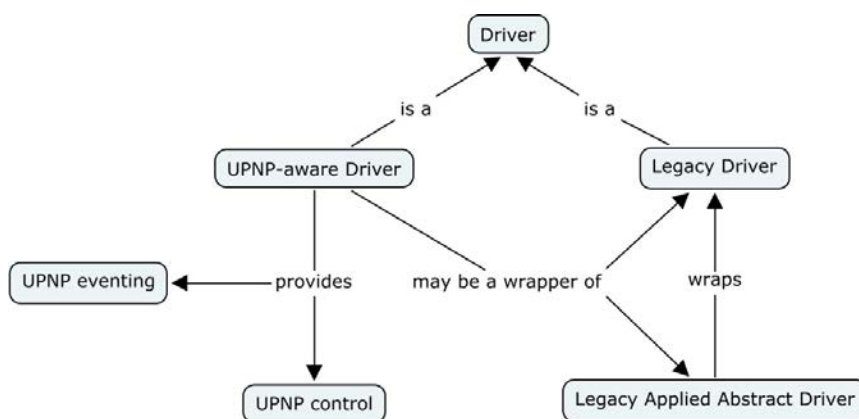 Driver
is a
is a
UPNP-aware Driver
Legacy Driver
UPNP eventing
provides
may be a wrapper of
wraps
UPNP control
Legacy Applied Abstract Driver